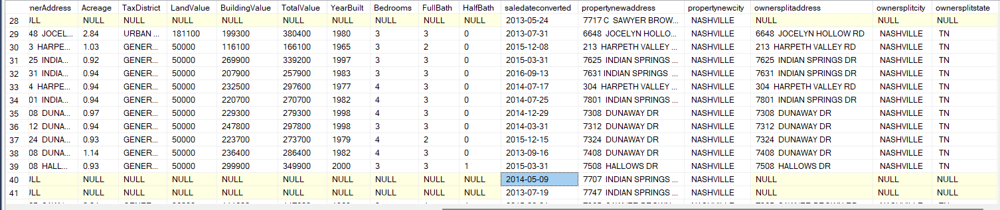 nerAddress Acreage TaxDistrict LandValue BuildingValue TotalValue YearBuilt Bedrooms FullBath HalfBath saledateconverted propertynewaddress propertynewcity ownersplitaddress ownersplitcity ownersplitstate
28 JLL NULL NULL NULL NULL NULL NULL NULL NULL NULL 2013-05-24 7717 C SAWYER BROW... NASHVILLE NULL NULL NULL
29 48 JOCEL... 2.84 URBAN ... 181100 199300 380400 1980 3 3 0 2013-07-31 6648 JOCELYN HOLLO... NASHVILLE 6648 JOCELYN HOLLOW RD NASHVILLE TN
30 3 HARPE... 1.03 GENER... 50000 116100 166100 1965 3 2 0 2015-12-08 213 HARPETH VALLEY ... NASHVILLE 213 HARPETH VALLEY RD NASHVILLE TN
31 25 INDIA... 0.92 GENER... 50000 269900 339200 1997 3 3 0 2015-03-31 7625 INDIAN SPRINGS ... NASHVILLE 7625 INDIAN SPRINGS DR NASHVILLE TN
32 31 INDIA... 0.94 GENER... 50000 207900 257900 1983 3 3 0 2016-09-13 7631 INDIAN SPRINGS ... NASHVILLE 7631 INDIAN SPRINGS DR NASHVILLE TN
33 4 HARPE... 0.94 GENER... 50000 232500 297600 1977 4 3 0 2014-07-17 304 HARPETH VALLEY ... NASHVILLE 304 HARPETH VALLEY RD NASHVILLE TN
34 01 INDIA... 0.94 GENER... 50000 220700 270700 1982 4 3 0 2014-07-25 7801 INDIAN SPRINGS ... NASHVILLE 7801 INDIAN SPRINGS DR NASHVILLE TN
35 08 DUNA... 0.97 GENER... 50000 229300 279300 1998 4 3 0 2014-12-29 7308 DUNAWAY DR NASHVILLE 7308 DUNAWAY DR NASHVILLE TN
36 12 DUNA... 0.94 GENER... 50000 247800 297800 1998 3 3 0 2014-03-31 7312 DUNAWAY DR NASHVILLE 7312 DUNAWAY DR NASHVILLE TN
37 24 DUNA... 0.93 GENER... 50000 223700 273700 1979 4 2 0 2015-12-15 7324 DUNAWAY DR NASHVILLE 7324 DUNAWAY DR NASHVILLE TN
38 08 DUNA... 1.14 GENER... 50000 236400 286400 1982 4 3 0 2013-09-16 7408 DUNAWAY DR NASHVILLE 7408 DUNAWAY DR NASHVILLE TN
39 08 HALL... 0.93 GENER... 50000 299900 349900 2000 3 3 1 2015-03-31 7508 HALLOWS DR NASHVILLE 7508 HALLOWS DR NASHVILLE TN
40 JLL NULL NULL NULL NULL NULL NULL NULL NULL NULL 2014-05-09 7707 INDIAN SPRINGS ... NASHVILLE NULL NULL NULL
41 JLL NULL NULL NULL NULL NULL NULL NULL NULL NULL 2013-07-19 7747 INDIAN SPRINGS ... NASHVILLE NULL NULL NULL